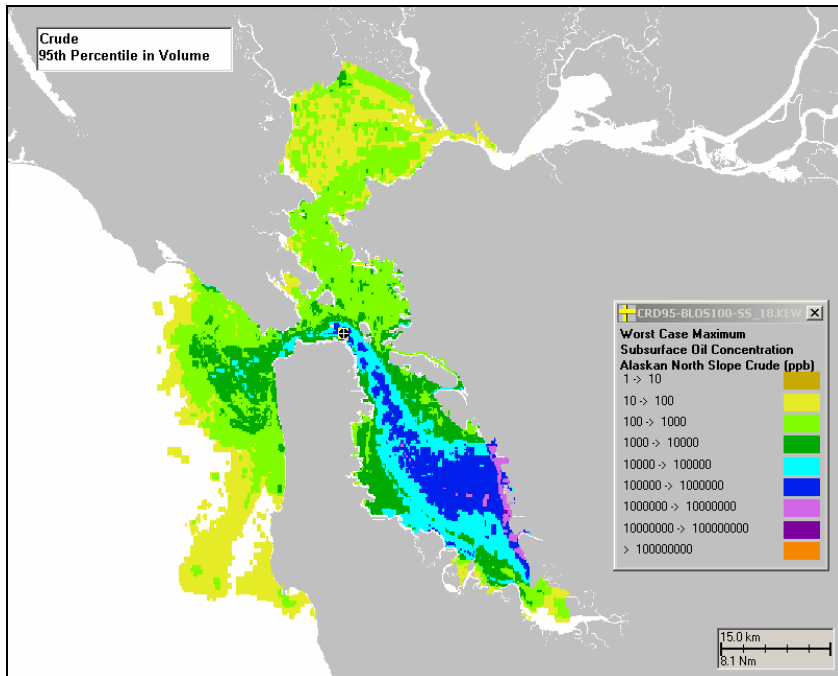 Crude
95th Percentile in Volume
CRD95-BLOS100-SS_18.KEW
Worst Case Maximum
Subsurface Oil Concentration
Alaskan North Slope Crude (ppb)
1 -> 10
10 -> 100
100 -> 1000
1000 -> 10000
10000 -> 100000
100000 -> 1000000
1000000 -> 10000000
10000000 -> 100000000
> 100000000
15.0 km
8.1 Nm